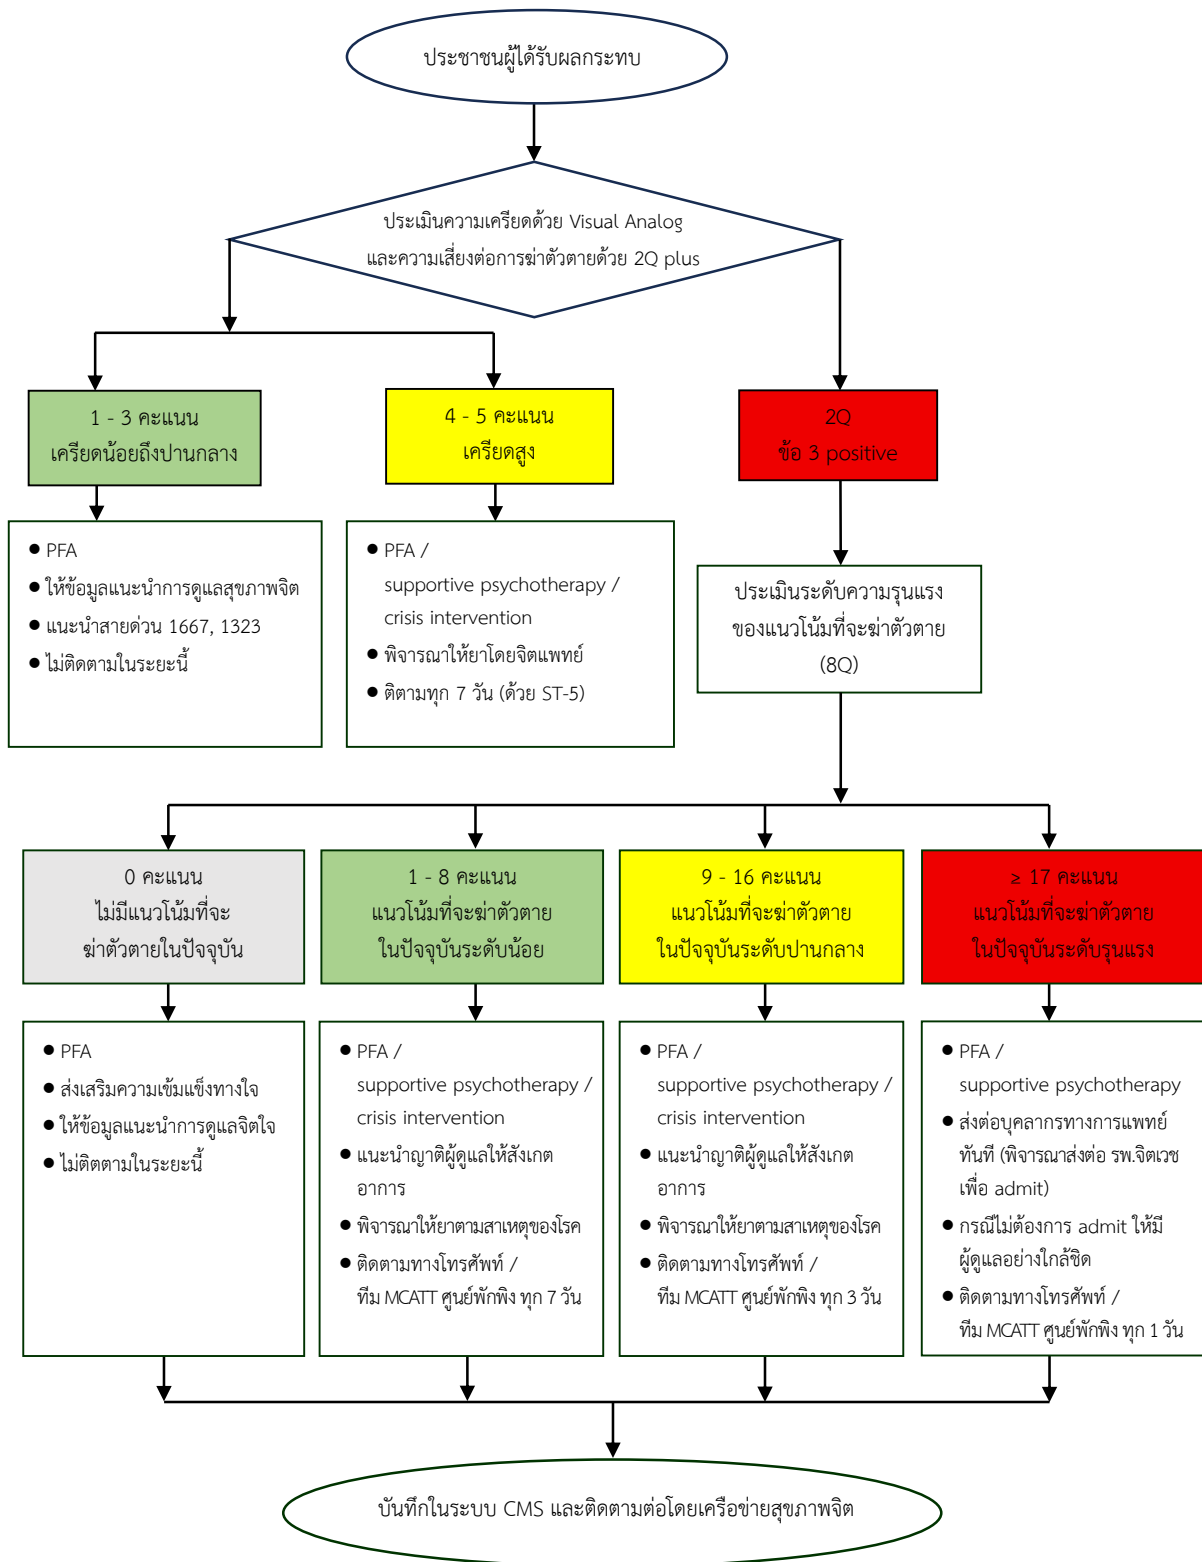 ประชาชนผู้ได้รับผลกระทบ
ประเมินความเครียดด้วย Visual Analog
และความเสี่ยงต่อการฆ่าตัวตายด้วย 2Q plus
1 - 3 คะแนน
เครียดน้อยถึงปานกลาง
4 - 5 คะแนน
เครียดสูง
2Q
ข้อ 3 positive
● PFA
● ให้ข้อมูลแนะนำการดูแลสุขภาพจิต
● แนะนำสายด่วน 1667, 1323
● ไม่ติดตามในระยะนี้
● PFA /
supportive psychotherapy /
crisis intervention
● พิจารณาให้ยาโดยจิตแพทย์
● ติตามทุก 7 วัน (ด้วย ST-5)
ประเมินระดับความรุนแรง
ของแนวโน้มที่จะฆ่าตัวตาย
(8Q)
0 คะแนน
ไม่มีแนวโน้มที่จะ
ฆ่าตัวตายในปัจจุบัน
1 - 8 คะแนน
แนวโน้มที่จะฆ่าตัวตาย
ในปัจจุบันระดับน้อย
9 - 16 คะแนน
แนวโน้มที่จะฆ่าตัวตาย
ในปัจจุบันระดับปานกลาง
≥ 17 คะแนน
แนวโน้มที่จะฆ่าตัวตาย
ในปัจจุบันระดับรุนแรง
● PFA
● ส่งเสริมความเข้มแข็งทางใจ
● ให้ข้อมูลแนะนำการดูแลจิตใจ
● ไม่ติตตามในระยะนี้
● PFA /
supportive psychotherapy /
crisis intervention
● แนะนำญาติผู้ดูแลให้สังเกต
อาการ
● พิจารณาให้ยาตามสาเหตุของโรค
● ติดตามทางโทรศัพท์ /
ทีม MCATT ศูนย์พักพิง ทุก 7 วัน
● PFA /
supportive psychotherapy /
crisis intervention
● แนะนำญาติผู้ดูแลให้สังเกต
อาการ
● พิจารณาให้ยาตามสาเหตุของโรค
● ติดตามทางโทรศัพท์ /
ทีม MCATT ศูนย์พักพิง ทุก 3 วัน
● PFA /
supportive psychotherapy
● ส่งต่อบุคลากรทางการแพทย์
ทันที (พิจารณาส่งต่อ รพ.จิตเวช
เพื่อ admit)
● กรณีไม่ต้องการ admit ให้มี
ผู้ดูแลอย่างใกล้ชิด
● ติดตามทางโทรศัพท์ /
ทีม MCATT ศูนย์พักพิง ทุก 1 วัน
บันทึกในระบบ CMS และติดตามต่อโดยเครือข่ายสุขภาพจิต